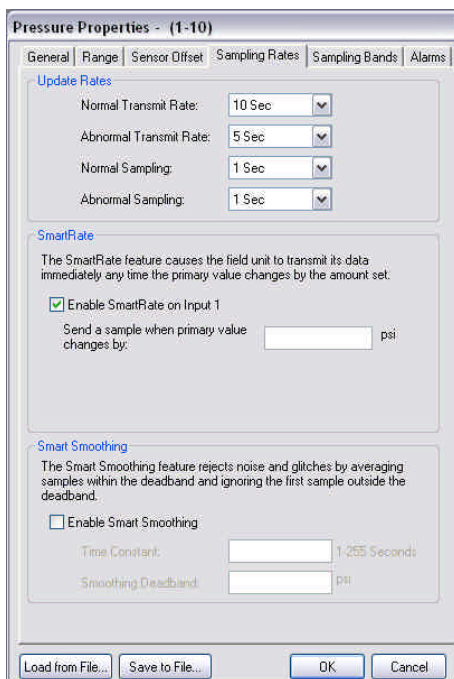 Pressure Properties - (1-10)
General Range Sensor Offset Sampling Rates Sampling Bands Alarms
Update Rates
Normal Transmit Rate: 10 Sec
Abnormal Transmit Rate: 5 Sec
Normal Sampling: 1 Sec
Abnormal Sampling: 1 Sec
SmartRate
The SmartRate feature causes the field unit to transmit its data
immediately any time the primary value changes by the amount set.
Enable SmartRate on Input 1
Send a sample when primary value
changes by: psi
Smart Smoothing
The Smart Smoothing feature rejects noise and glitches by averaging
samples within the deadband and ignoring the first sample outside the
deadband.
Enable Smart Smoothing
Time Constant: 1-255 Seconds
Smoothing Deadband: psi
Load from File... Save to File... OK Cancel